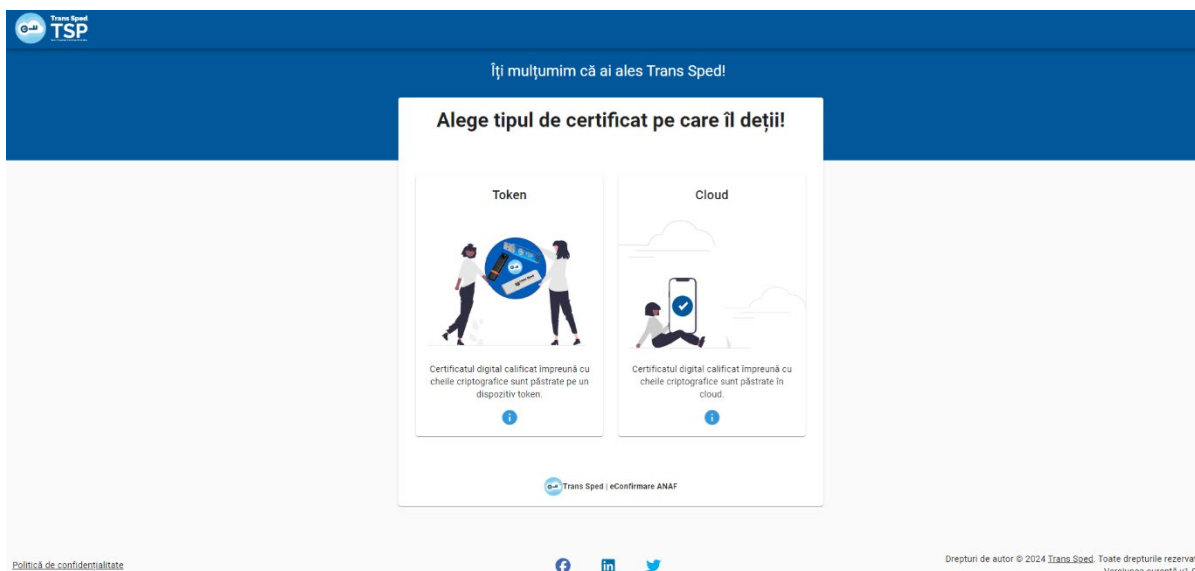 Trans Sped
TSP
Îți mulțumim că ai ales Trans Sped!
Alege tipul de certificat pe care îl deții!
Token
Certificatul digital calificat împreună cu
cheile criptografice sunt păstrate pe un
dispozitiv token.
Cloud
Certificatul digital calificat împreună cu
cheile criptografice sunt păstrate în
cloud.
Trans Sped | eConfirmare ANAF
Politică de confidențialitate
Drepturi de autor © 2024 Trans Sped. Toate drepturile rezervat
Versiunea curentă